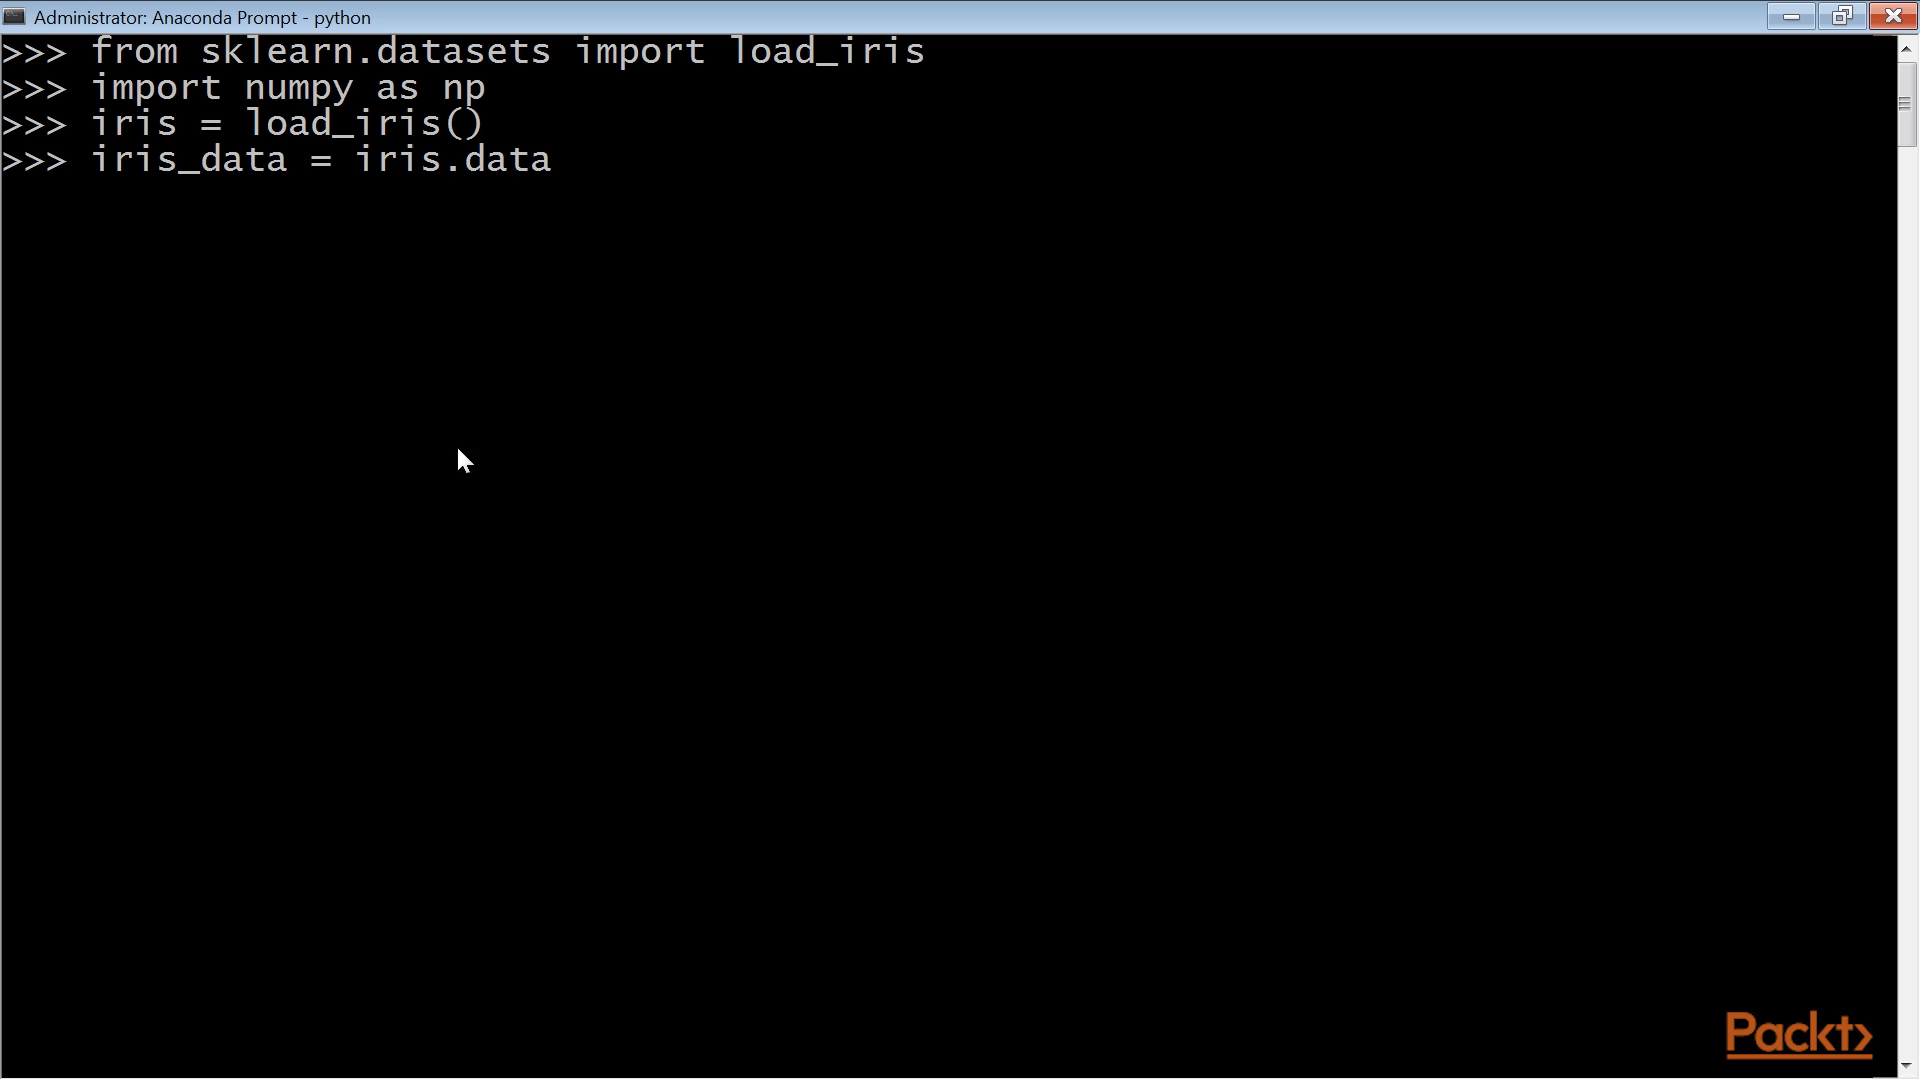 Administrator: Anaconda Prompt - python
>>> from sklearn.datasets import load_iris
>>> import numpy as np
>>> iris = load_iris()
>>> iris_data = iris.data
Packt>